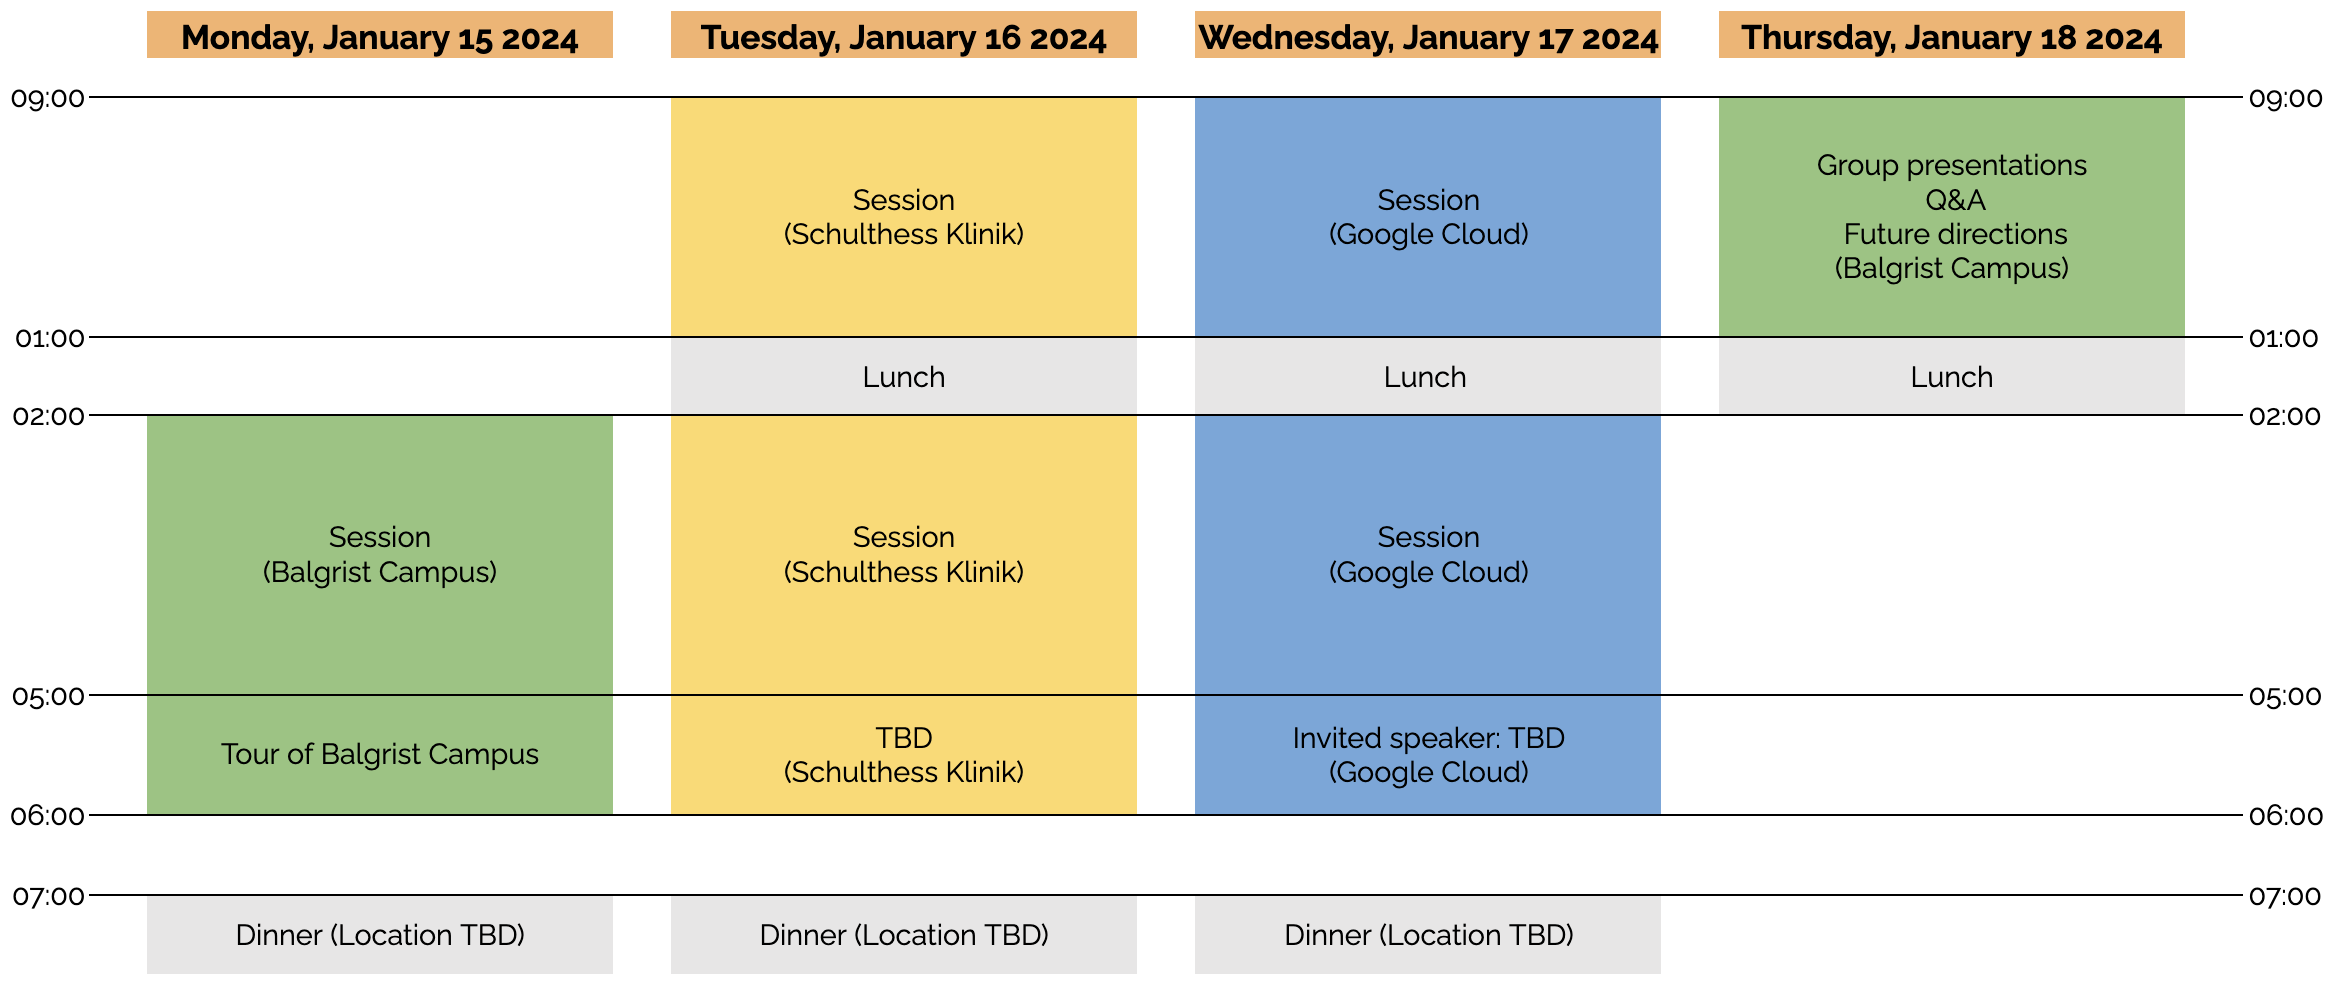 Monday, January 15 2024
Tuesday, January 16 2024
Wednesday, January 17 2024
Thursday, January 18 2024
09:00
09:00
Session
(Schulthess Klinik)
Session
(Google Cloud)
Group presentations
Q&A
Future directions
(Balgrist Campus)
01:00
01:00
Lunch
Lunch
Lunch
02:00
02:00
Session
(Balgrist Campus)
Session
(Schulthess Klinik)
Session
(Google Cloud)
05:00
05:00
Tour of Balgrist Campus
TBD
(Schulthess Klinik)
Invited speaker: TBD
(Google Cloud)
06:00
06:00
07:00
07:00
Dinner (Location TBD)
Dinner (Location TBD)
Dinner (Location TBD)